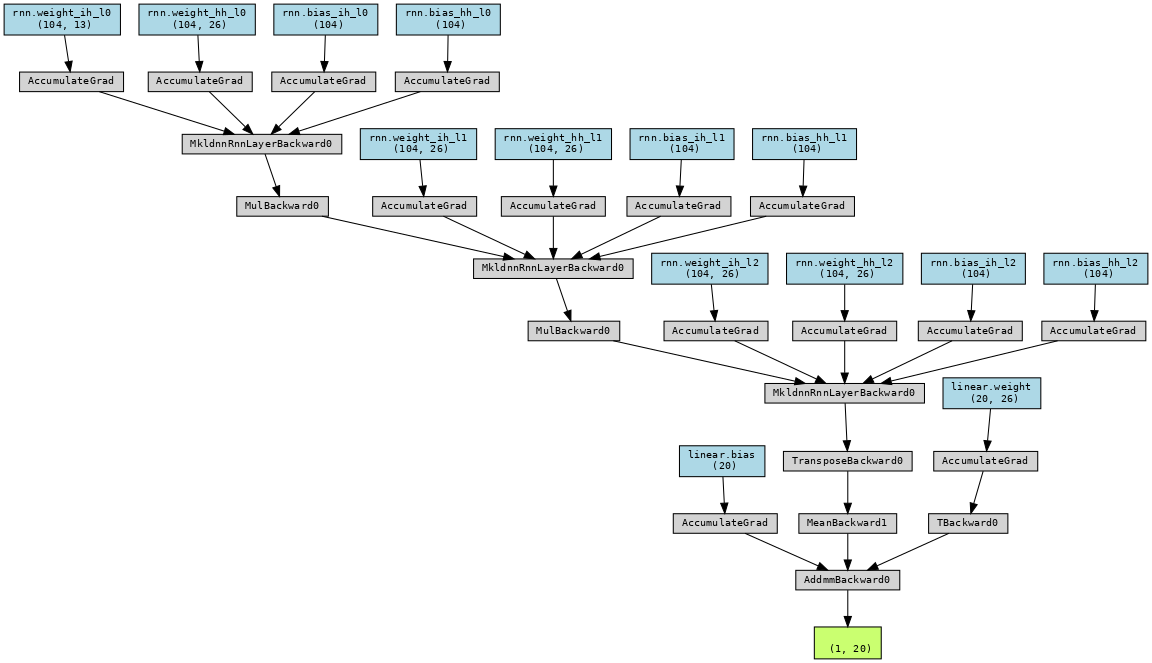 rnn.weight_ih_l0
(104, 13)
rnn.weight_hh_l0
(104, 26)
rnn.bias_ih_l0
(104)
rnn.bias_hh_l0
(104)
AccumulateGrad
AccumulateGrad
AccumulateGrad
AccumulateGrad
MkldnnRnnLayerBackward0
rnn.weight_ih_l1
(104, 26)
rnn.weight_hh_l1
(104, 26)
rnn.bias_ih_l1
(104)
rnn.bias_hh_l1
(104)
MulBackward0
AccumulateGrad
AccumulateGrad
AccumulateGrad
AccumulateGrad
MkldnnRnnLayerBackward0
rnn.weight_ih_l2
(104, 26)
rnn.weight_hh_l2
(104, 26)
rnn.bias_ih_l2
(104)
rnn.bias_hh_l2
(104)
MulBackward0
AccumulateGrad
AccumulateGrad
AccumulateGrad
AccumulateGrad
MkldnnRnnLayerBackward0
linear.weight
(20, 26)
linear.bias
(20)
TransposeBackward0
AccumulateGrad
AccumulateGrad
MeanBackward1
TBackward0
AddmmBackward0
(1, 20)